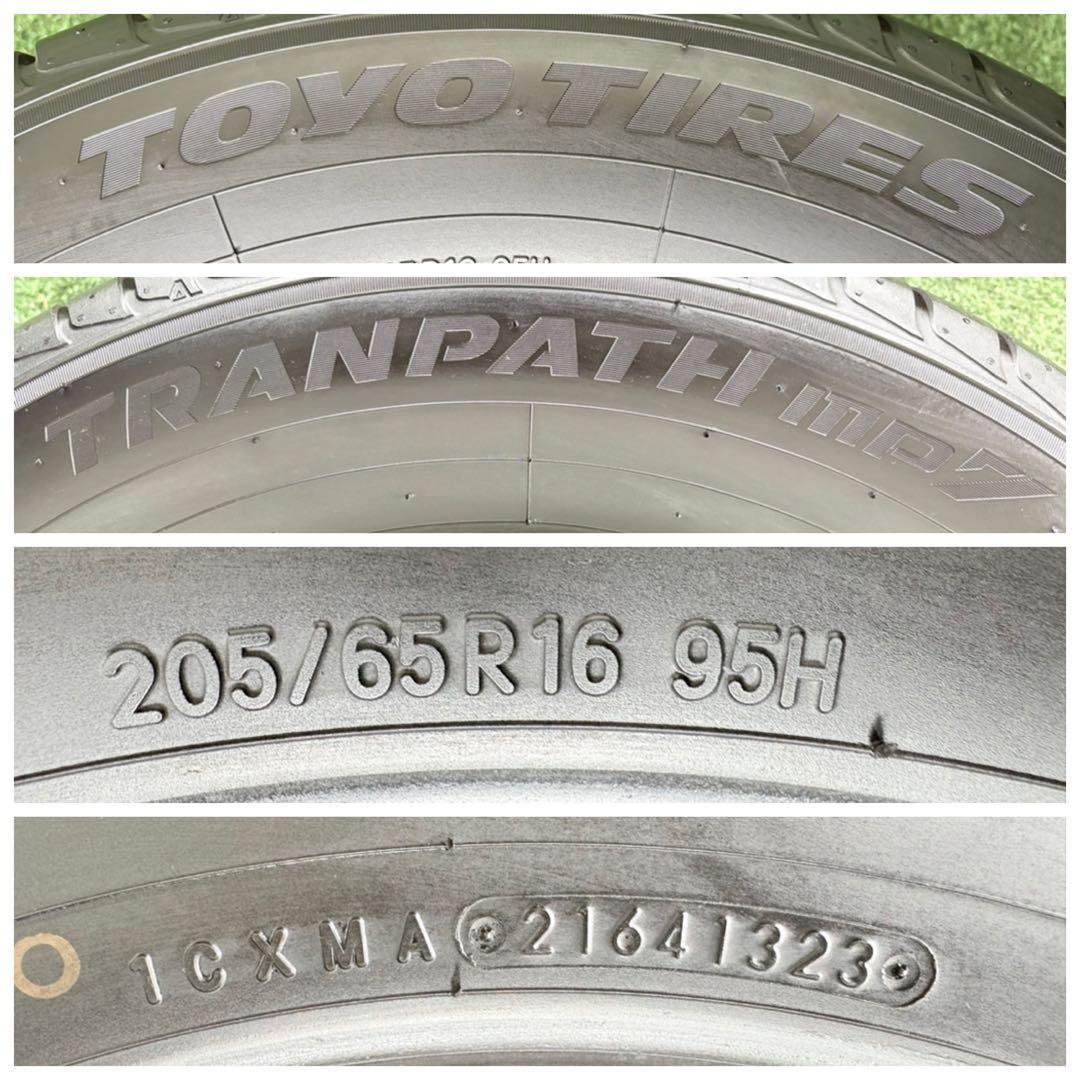 TOYO TIRES
TRANPATH mp7
205/65R16 95H
1CXMA 21641323